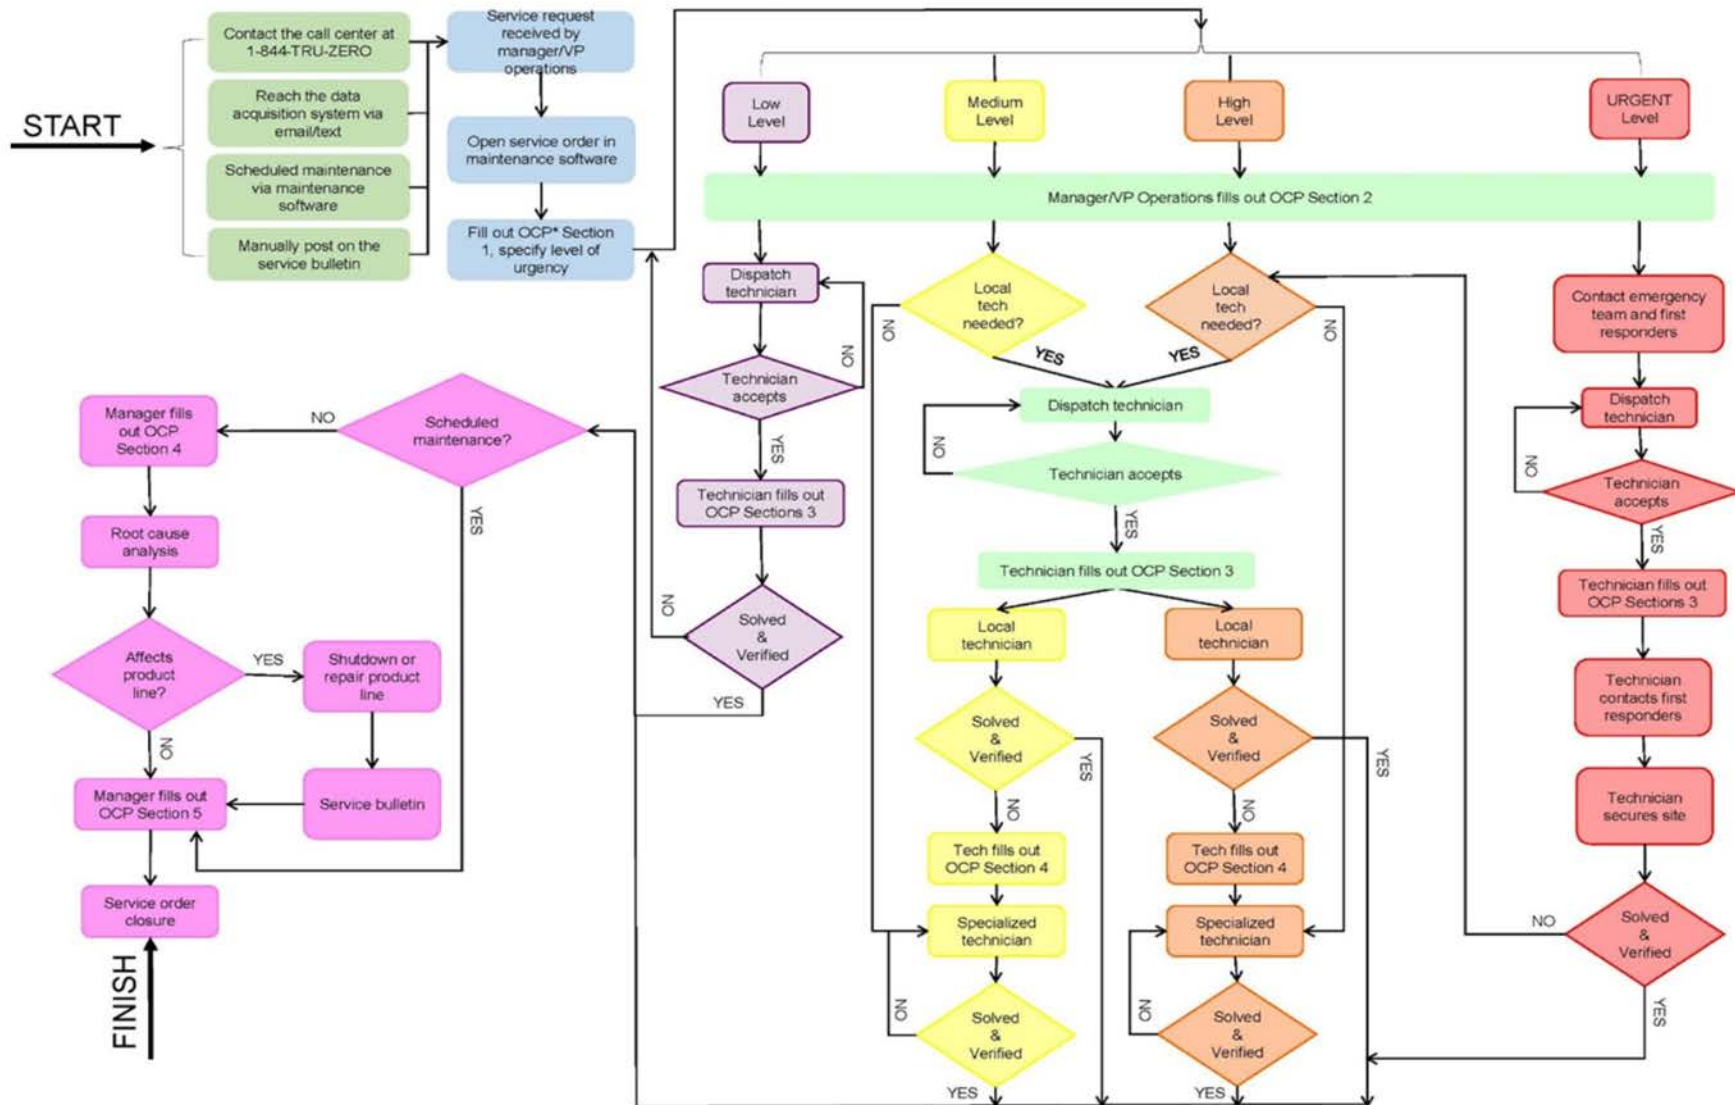 START
Contact the call center at
1-844-TRU-ZERO
Reach the data
acquisition system via
email/text
Scheduled maintenance
via maintenance
software
Manually post on the
service bulletin
Service request
received by
manager/VP
operations
Open service order in
maintenance software
Fill out OCP* Section
1, specify level of
urgency
Low
Level
Medium
Level
High
Level
URGENT
Level
Manager/VP Operations fills out OCP Section 2
Dispatch
technician
NO
Technician
accepts
YES
Technician fills out
OCP Sections 3
Solved
&
Verified
NO
YES
Local
tech
needed?
NO
YES
Local
tech
needed?
NO
YES
Dispatch technician
NO
Technician accepts
YES
Technician fills out OCP Section 3
Local
technician
Solved
&
Verified
YES
NO
Tech fills out
OCP Section 4
Specialized
technician
NO
Solved
&
Verified
YES
Local
technician
Solved
&
Verified
YES
NO
Tech fills out
OCP Section 4
Specialized
technician
NO
Solved
&
Verified
YES
Contact emergency
team and first
responders
Dispatch
technician
NO
Technician
accepts
YES
Technician fills out
OCP Sections 3
Technician
contacts first
responders
Technician
secures site
Solved
&
Verified
NO
YES
Scheduled
maintenance?
NO
YES
Manager fills
out OCP
Section 4
Root cause
analysis
Affects
product
line?
YES
Shutdown or
repair product
line
NO
Service bulletin
Manager fills out
OCP Section 5
Service order
closure
FINISH